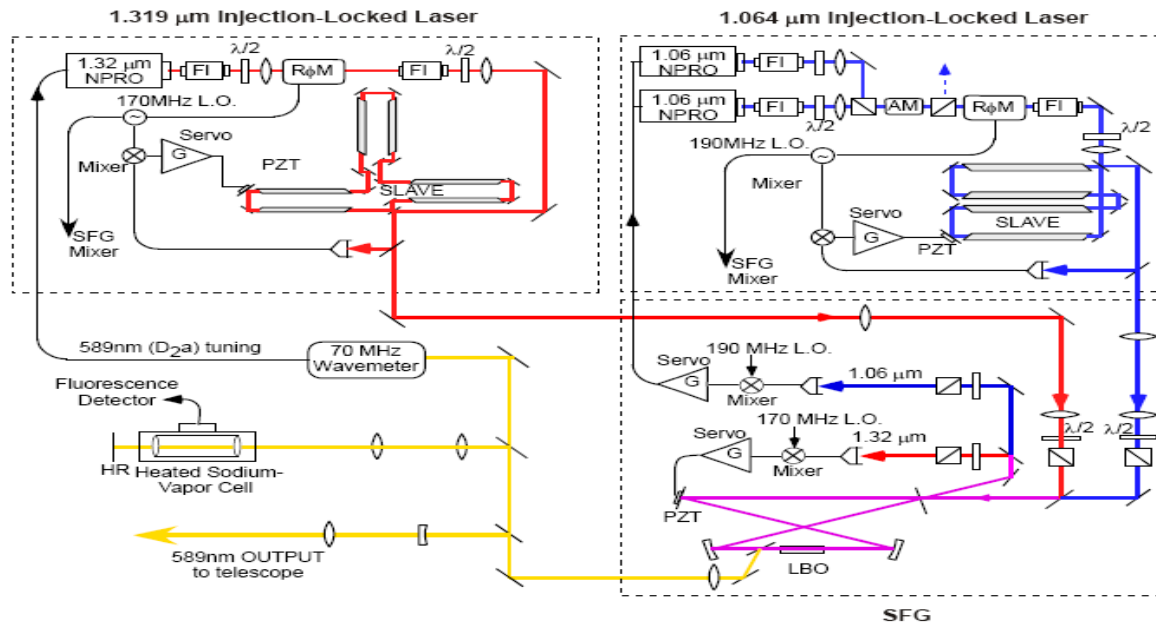 1.319 μm Injection-Locked Laser
1.064 μm Injection-Locked Laser
1.32 μm
NPRO
FI
λ/2
RϕM
FI
λ/2
170MHz L.O.
Servo
G
Mixer
PZT
SLAVE
SFG
Mixer
1.06 μm
NPRO
FI
1.06 μm
NPRO
FI
λ/2
AM
RϕM
FI
λ/2
190MHz L.O.
Mixer
Servo
G
SLAVE
PZT
SFG
Mixer
589nm (D2a) tuning
70 MHz
Wavemeter
Fluorescence
Detector
HR
Heated Sodium-
Vapor Cell
589nm OUTPUT
to telescope
Servo
G
190 MHz L.O.
Mixer
1.06 μm
170 MHz L.O.
Servo
G
Mixer
1.32 μm
λ/2
λ/2
PZT
LBO
SFG